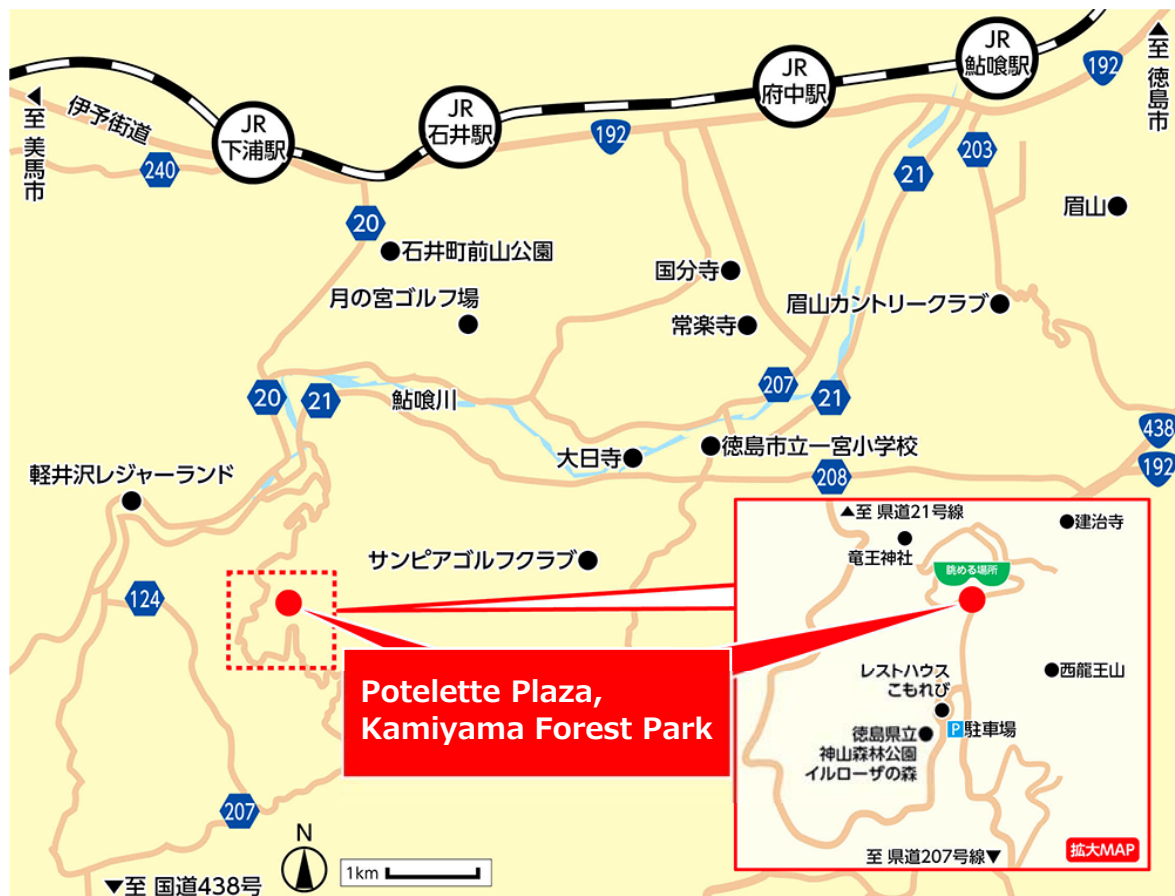 JR
鮎喰駅
192
▲至 徳島市
JR
府中駅
JR
石井駅
192
JR
下浦駅
伊予街道
◀至 美馬市
240
20
21
203
眉山
石井町前山公園
国分寺
月の宮ゴルフ場
常楽寺
眉山カントリークラブ
20
21
鮎喰川
207
21
438
192
大日寺
徳島市立一宮小学校
208
軽井沢レジャーランド
サンピアゴルフクラブ
124
Potelette Plaza,
Kamiyama Forest Park
207
N
1km
▼至 国道438号
▲至 県道21号線
建治寺
竜王神社
眺める場所
西龍王山
レストハウス
こもれび
P駐車場
徳島県立
神山森林公園
イルローザの森
至 県道207号線▼
拡大MAP